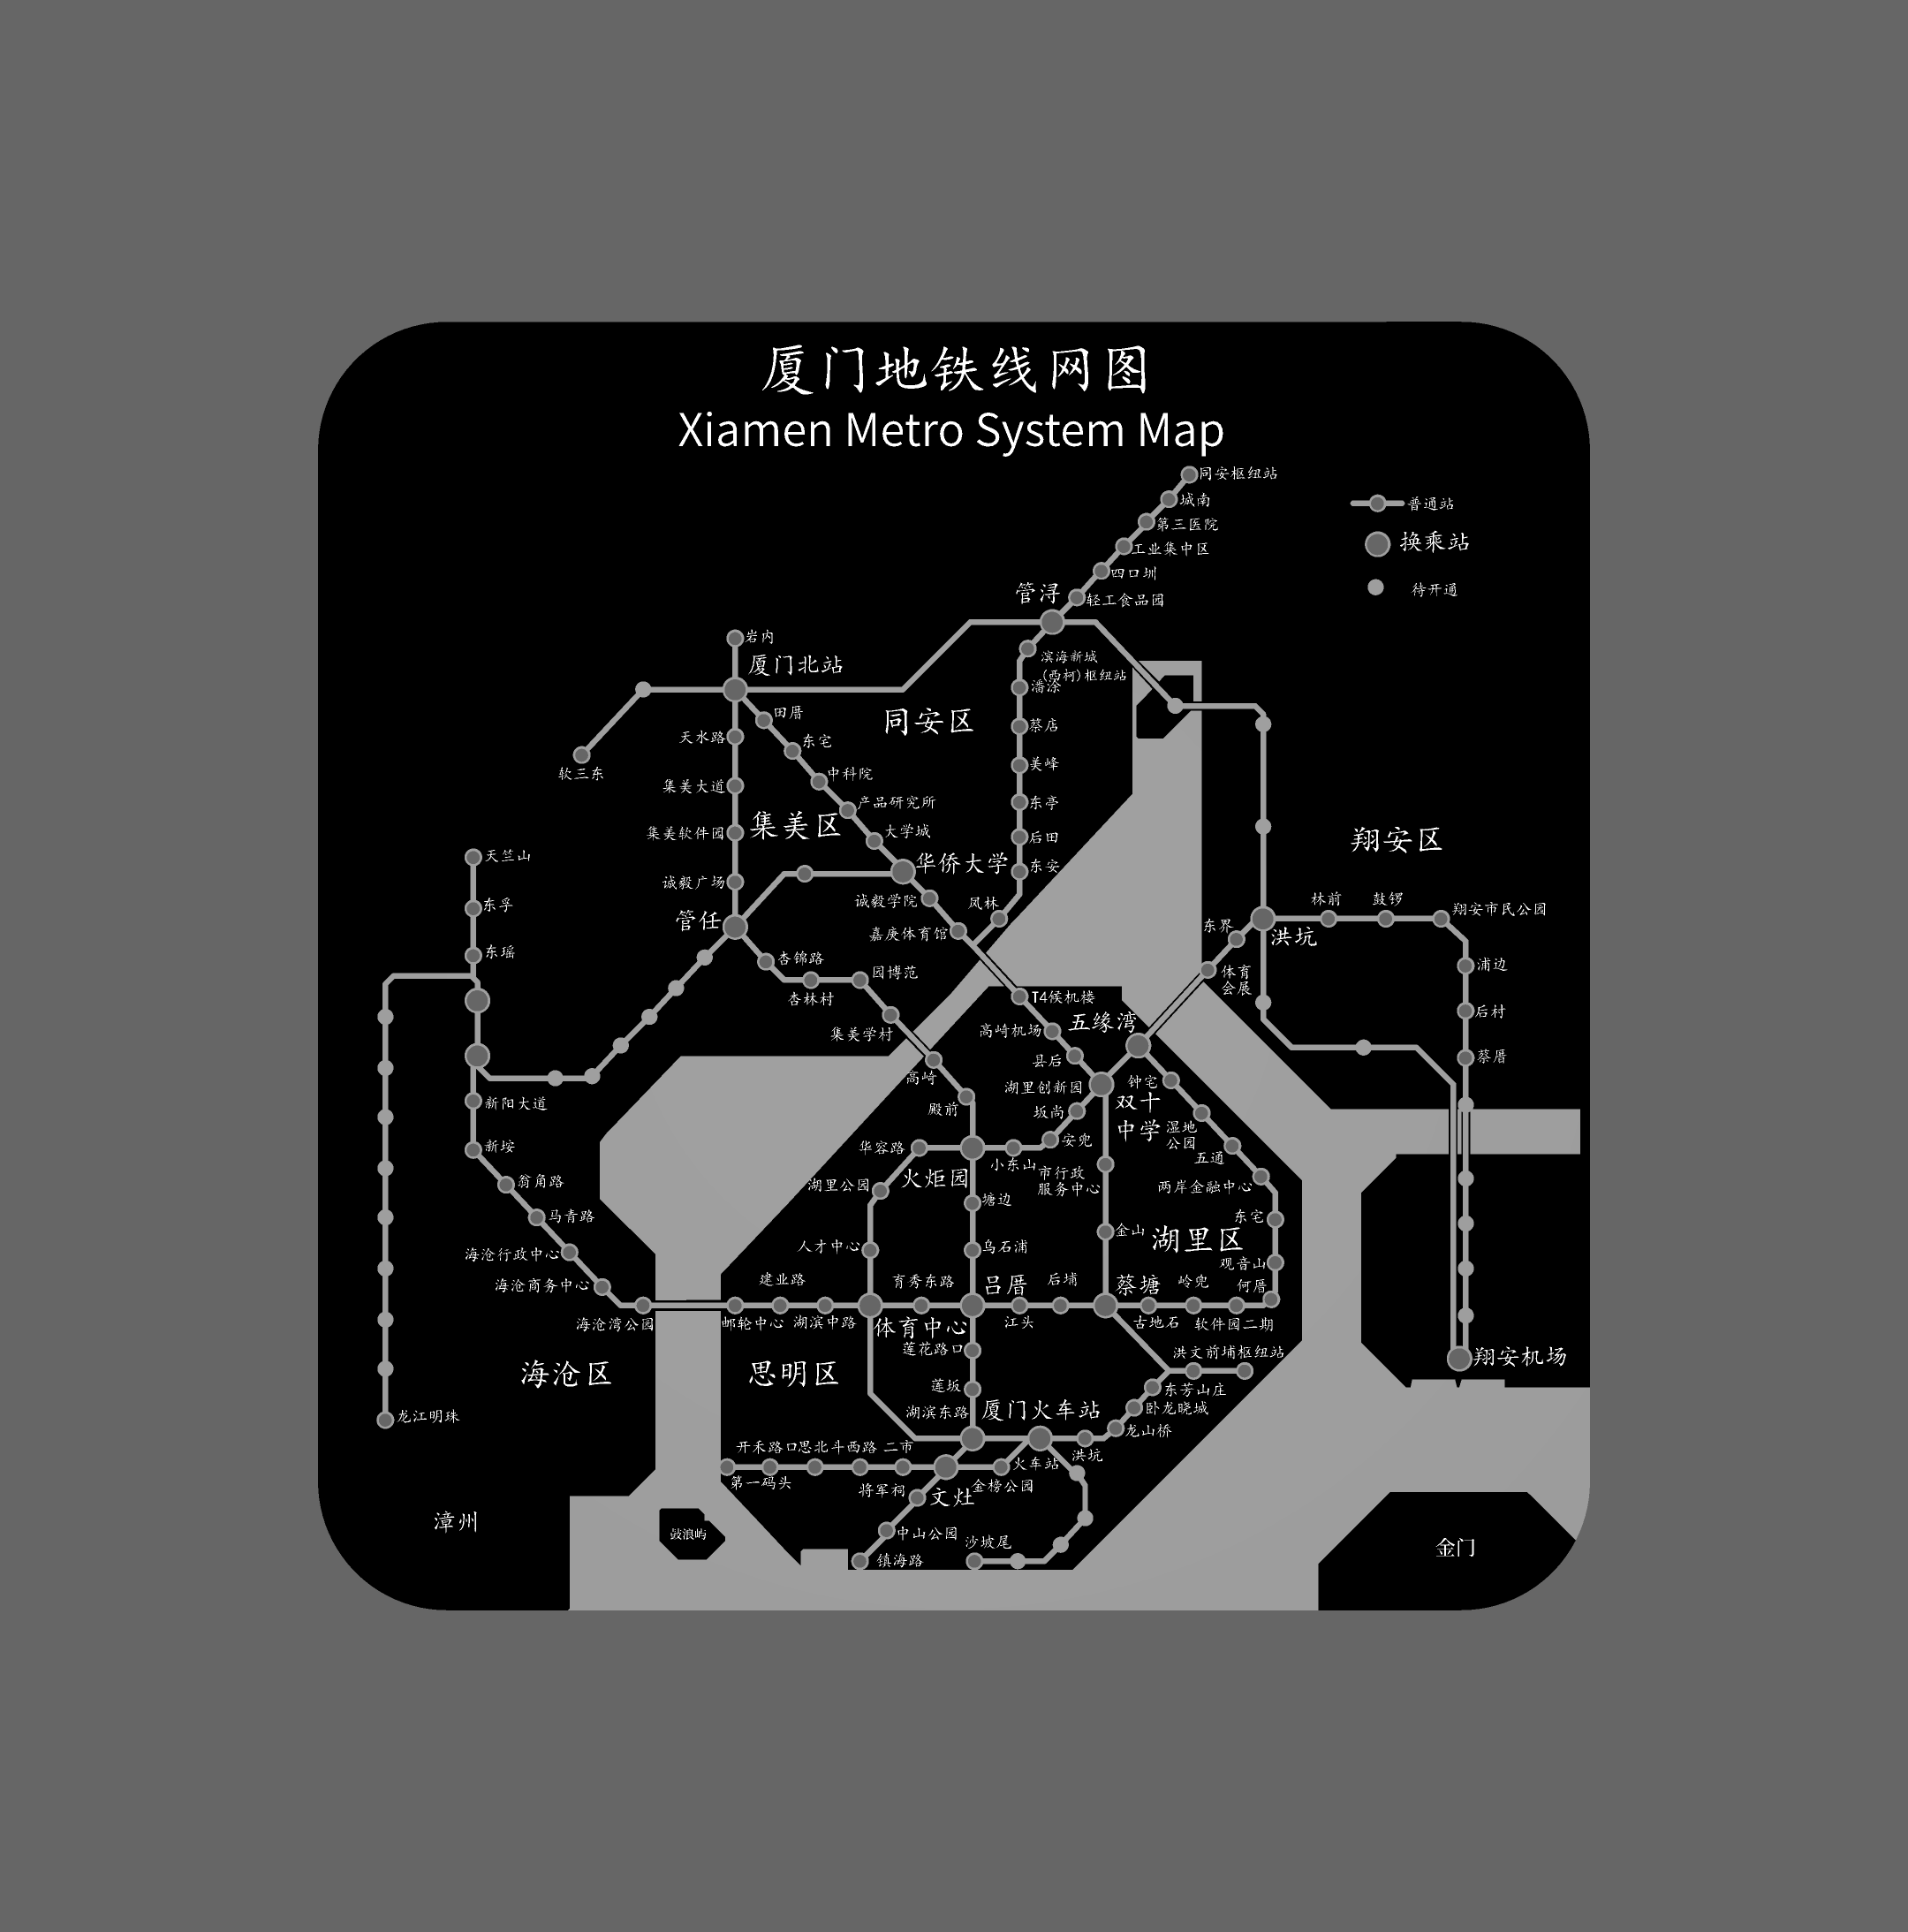 厦门地铁线网图
Xiamen Metro System Map
同安枢纽站
城南
普通站
第三医院
换乘站
工业集中区
四口圳
待开通
管浔
轻工食品园
岩内
滨海新城
(西柯)枢纽站
厦门北站
潘涂
田厝
同安区
蔡店
天水路
东宅
美峰
软三东
中科院
集美大道
产品研究所
东亭
集美区
大学城
集美软件园
后田
翔安区
天竺山
华侨大学
东安
诚毅广场
诚毅学院
风林
林前
鼓锣
翔安市民公园
东孚
管任
嘉庚体育馆
东界
洪坑
东瑶
杏锦路
园博范
体育
会展
浦边
杏林村
T4候机楼
后村
集美学村
高崎机场
五缘湾
县后
蔡厝
高崎
湖里创新园
钟宅
新阳大道
殿前
坂尚
双十
中学
湿地
公园
新垵
华容路
安兜
小东山
五通
火炬园
市行政
服务中心
翁角路
湖里公园
两岸金融中心
塘边
马青路
金山
东宅
湖里区
海沧行政中心
人才中心
乌石浦
观音山
海沧商务中心
建业路
育秀东路
吕厝
后埔
蔡塘
岭兜
何厝
海沧湾公园
邮轮中心
湖滨中路
体育中心
江头
古地石
软件园二期
莲花路口
洪文前埔枢纽站
翔安机场
海沧区
思明区
莲坂
东芳山庄
湖滨东路
厦门火车站
卧龙晓城
龙江明珠
龙山桥
开禾路口
思北
斗西路
二市
火车站
洪坑
第一码头
将军祠
文灶
金榜公园
漳州
鼓浪屿
中山公园
沙坡尾
金门
镇海路